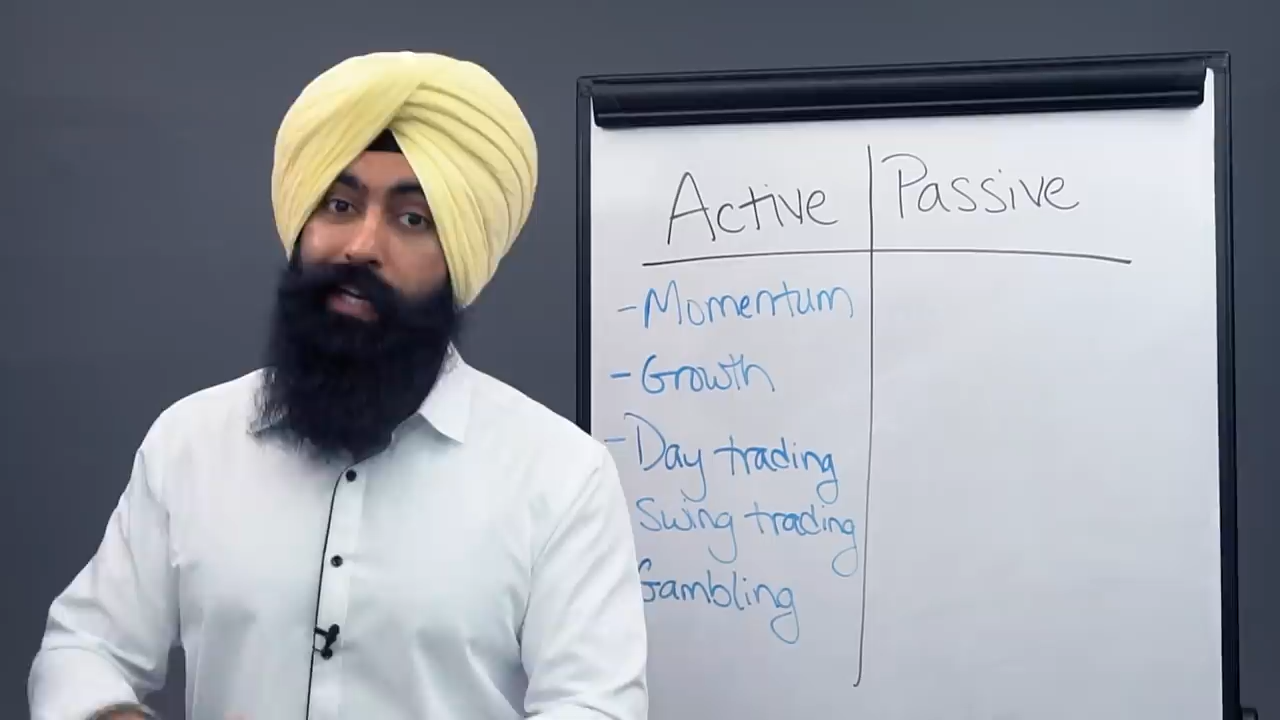 Active Passive
- Momentum
- Growth
- Day trading
Swing trading
Gambling